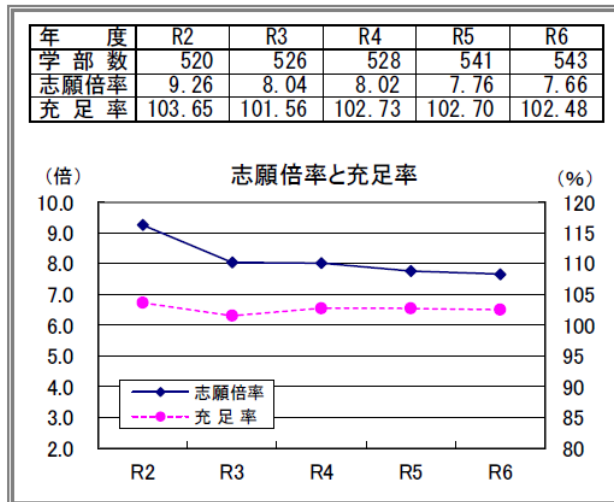 年度 R2 R3 R4 R5 R6
学部数 520 526 528 541 543
志願倍率 9.26 8.04 8.02 7.76 7.66
充足率 103.65 101.56 102.73 102.70 102.48
志願倍率と充足率
(倍) (%)
10.0 120
9.0 115
8.0 110
7.0 105
6.0 100
5.0 95
4.0 90
3.0 85
2.0 80
志願倍率
充足率
R2 R3 R4 R5 R6